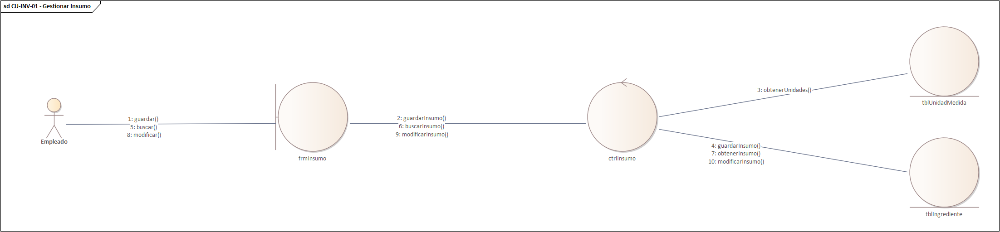 sd CU-INV-01 - Gestionar Insumo
Empleado
1: guardar()
5: buscar()
8: modificar()
frmInsumo
2: guardarInsumo()
6: buscarInsumo()
9: modificarInsumo()
ctrlInsumo
3: obtenerUnidades()
tblUnidadMedida
4: guardarInsumo()
7: obtenerInsumo()
10: modificarInsumo()
tblIngrediente